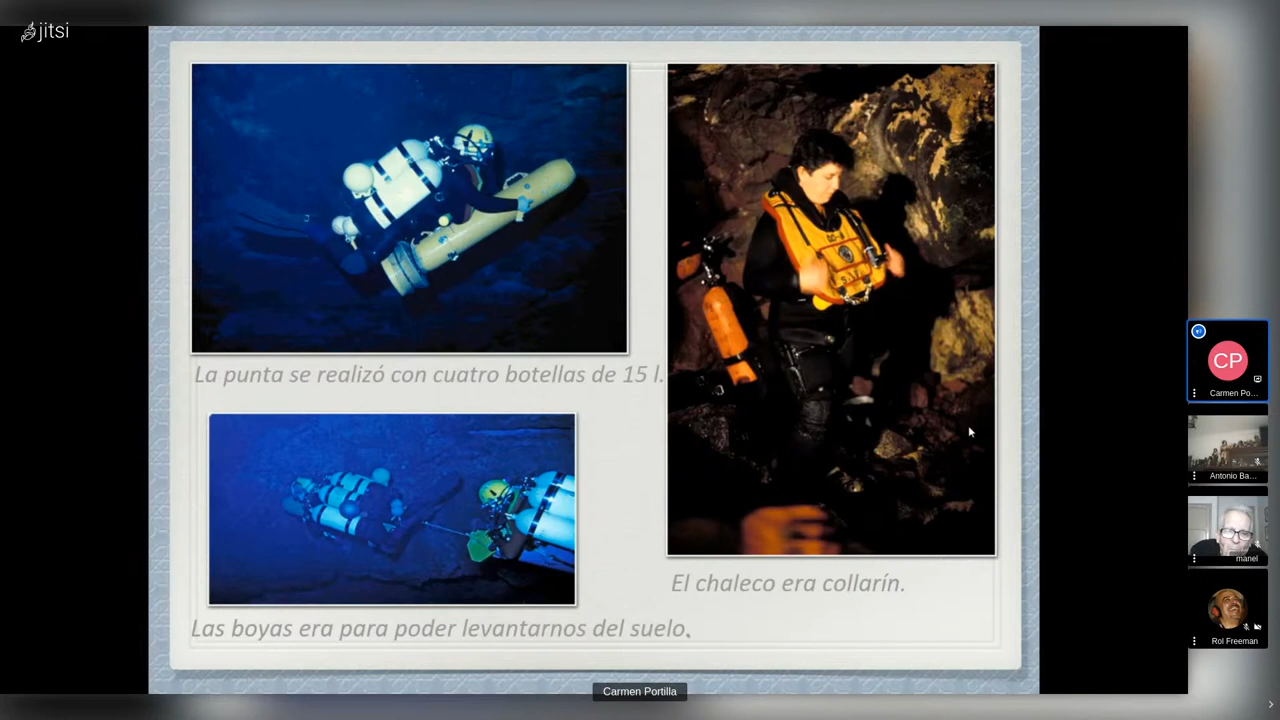 jitsi
La punta se realizó con cuatro botellas de 15 l.
El chaleco era collarín.
Las boyas era para poder levantarnos del suelo.
CP
Carmen Po...
Antonio Ba...
manel
Rol Freeman
Carmen Portilla